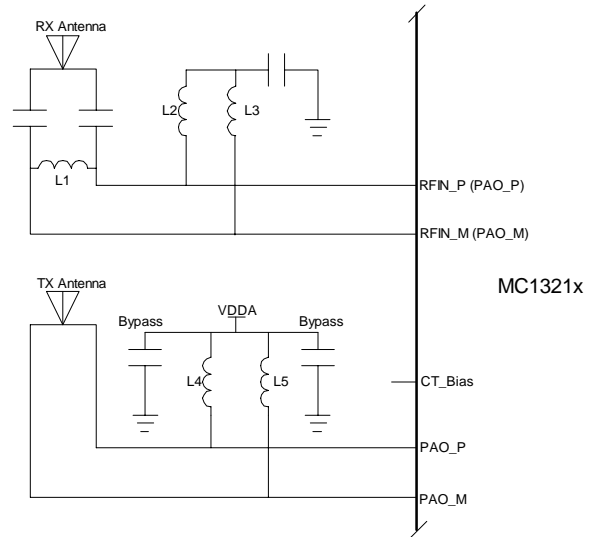 RX Antenna
L2
L3
L1
RFIN_P (PAO_P)
RFIN_M (PAO_M)
MC1321x
TX Antenna
Bypass
VDDA
Bypass
L4
L5
CT_Bias
PAO_P
PAO_M